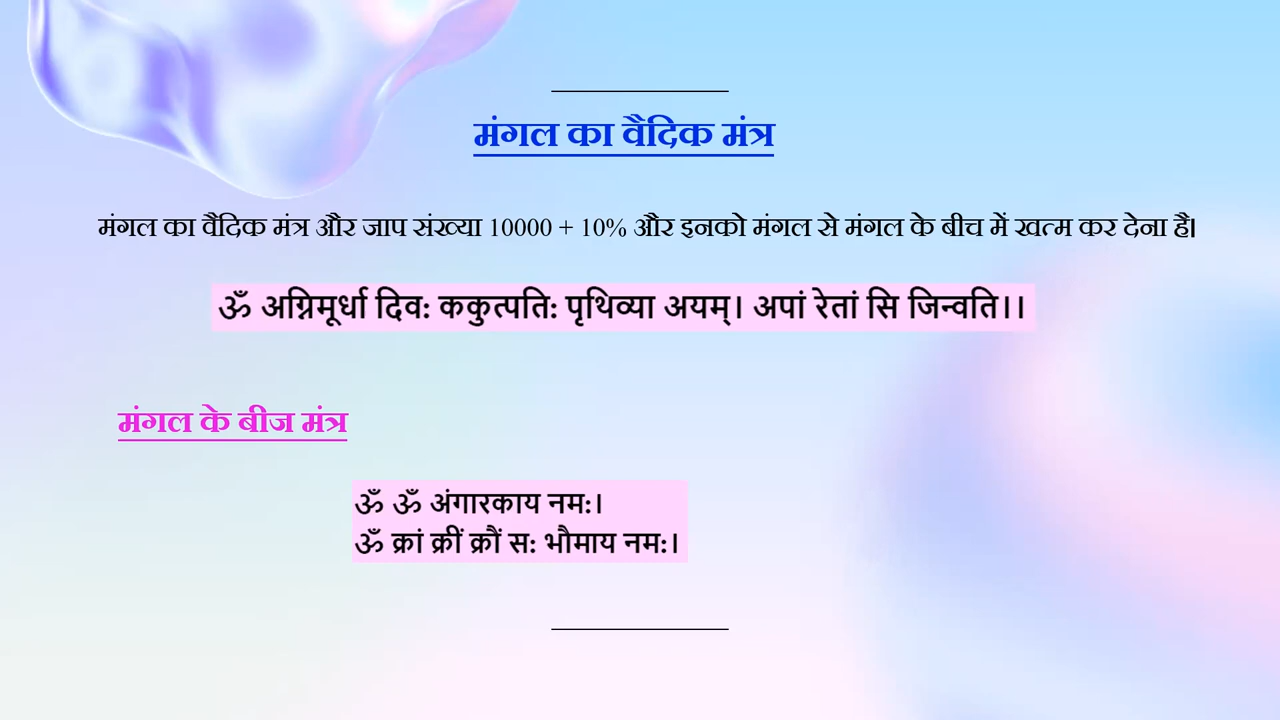 मंगल का वैदिक मंत्र
मंगल का वैदिक मंत्र और जाप संख्या 10000 + 10% और इनको मंगल से मंगल के बीच में खत्म कर देना है।
ॐ अग्निमूर्धा दिव: ककुत्पति: पृथिव्या अयम्। अपां रेतां सि जिन्वति।।
मंगल के बीज मंत्र
ॐ ॐ अंगारकाय नम:।
ॐ क्रां क्रीं क्रौं स: भौमाय नम:।